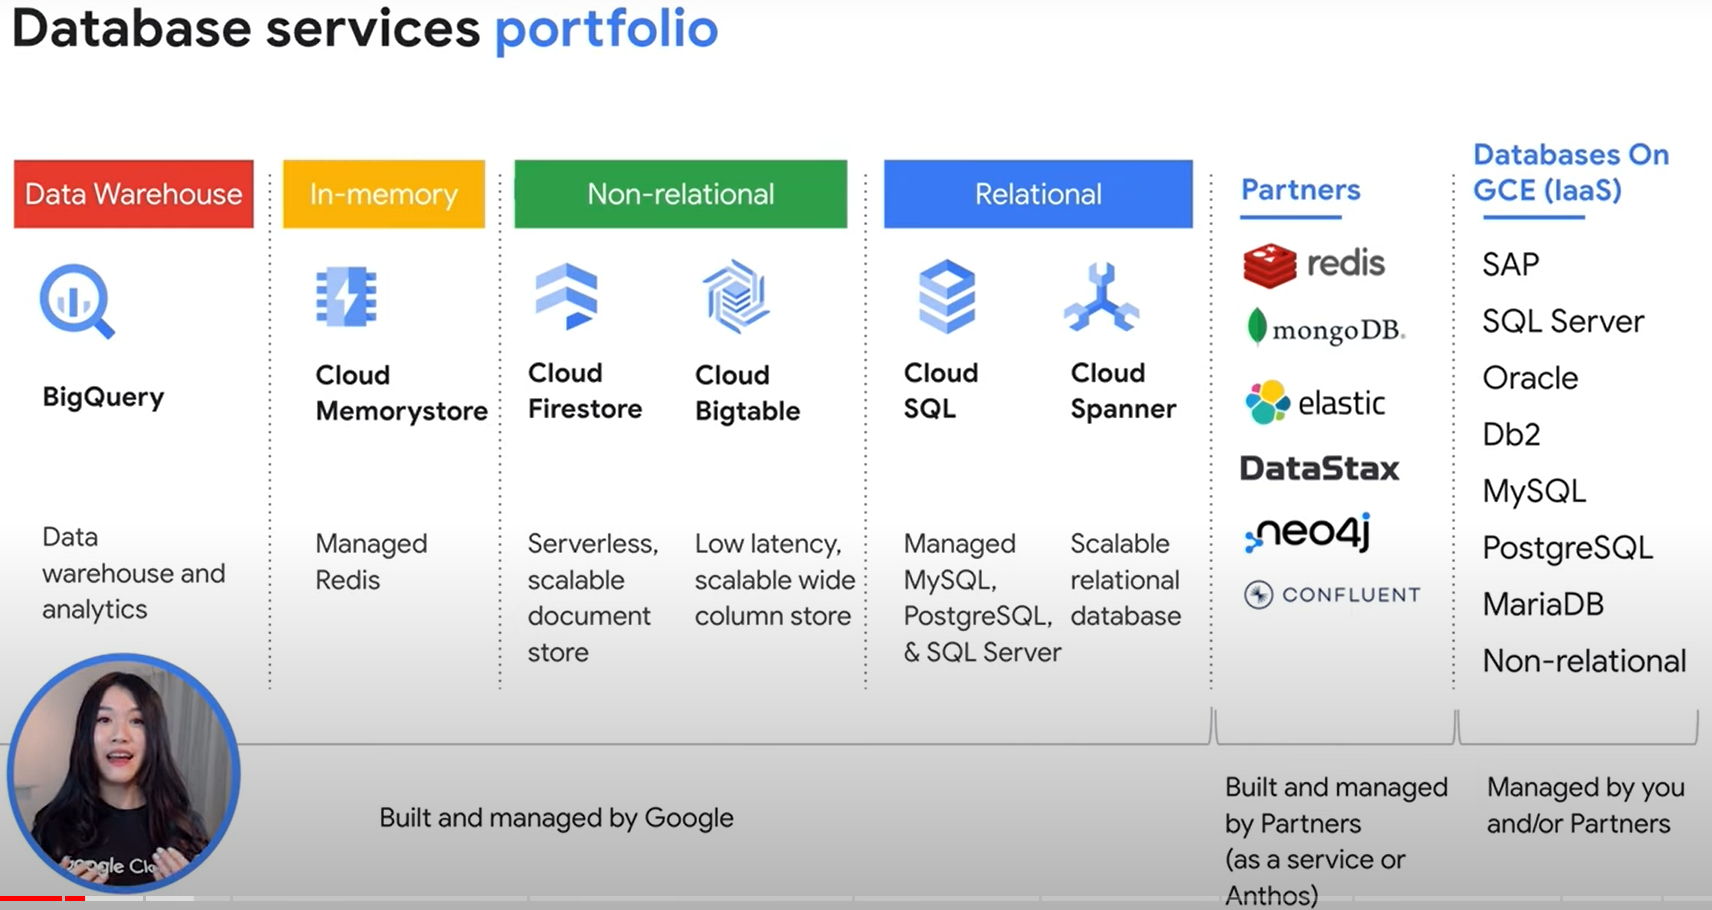 Database services portfolio
Data Warehouse
BigQuery
Data
warehouse and
analytics
In-memory
Cloud
Memorystore
Managed
Redis
Non-relational
Cloud
Firestore
Serverless,
scalable
document
store
Cloud
Bigtable
Low latency,
scalable wide
column store
Relational
Cloud
SQL
Managed
MySQL,
PostgreSQL,
& SQL Server
Cloud
Spanner
Scalable
relational
database
Partners
redis
mongoDB.
elastic
DataStax
neo4j
CONFLUENT
Databases On
GCE (IaaS)
SAP
SQL Server
Oracle
Db2
MySQL
PostgreSQL
MariaDB
Non-relational
Built and managed by Google
Built and managed
by Partners
(as a service or
Anthos)
Managed by you
and/or Partners